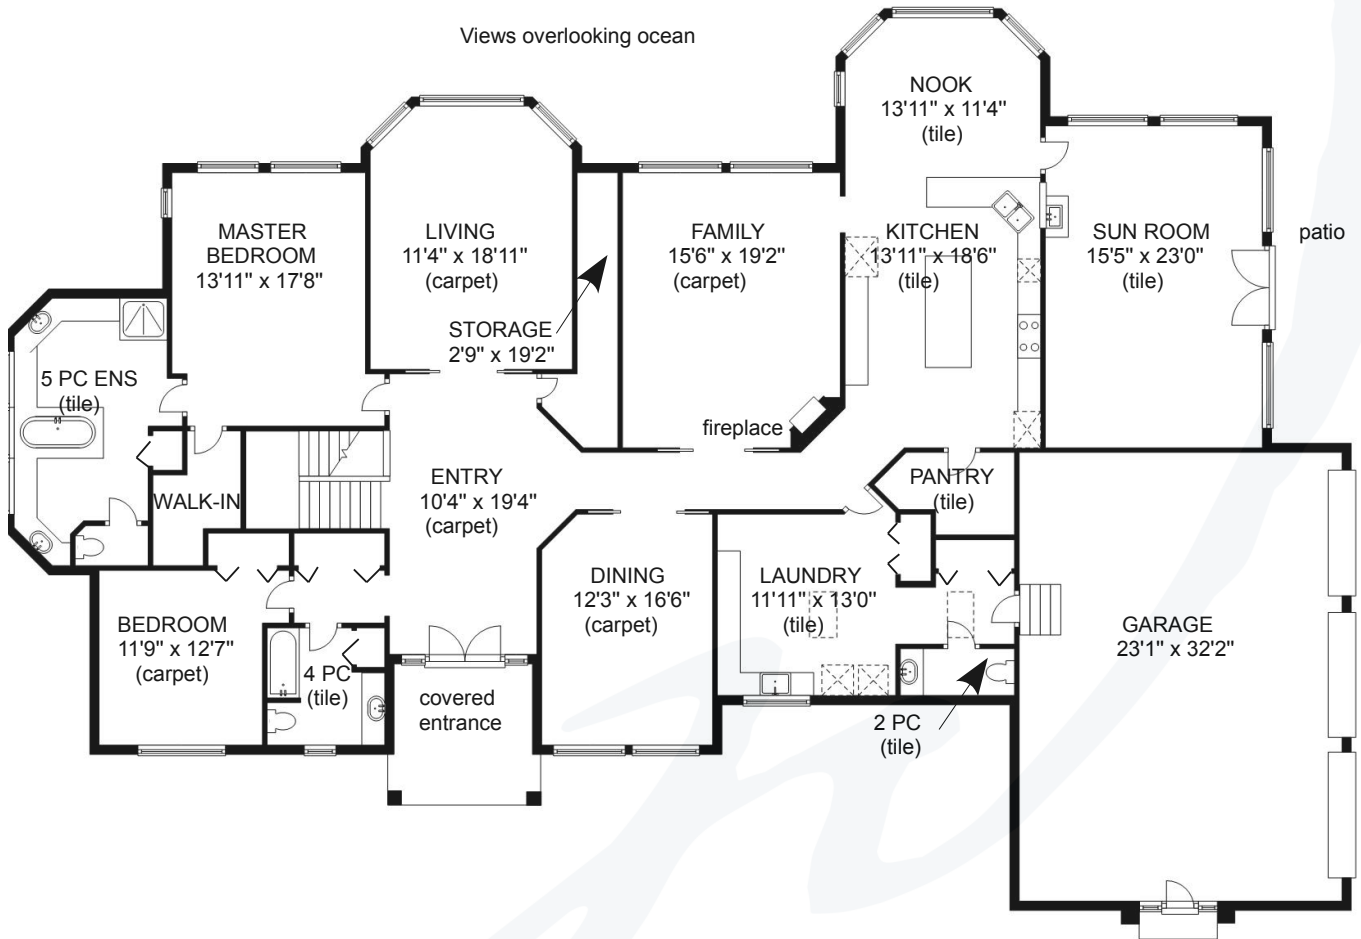 Views overlooking ocean
NOOK
13'11" x 11'4"
(tile)
MASTER
BEDROOM
13'11" x 17'8"
LIVING
11'4" x 18'11"
(carpet)
FAMILY
15'6" x 19'2"
(carpet)
KITCHEN
13'11" x 18'6"
(tile)
SUN ROOM
15'5" x 23'0"
(tile)
patio
STORAGE
2'9" x 19'2"
5 PC ENS
(tile)
fireplace
WALK-IN
ENTRY
10'4" x 19'4"
(carpet)
PANTRY
(tile)
BEDROOM
11'9" x 12'7"
(carpet)
4 PC
(tile)
covered
entrance
DINING
12'3" x 16'6"
(carpet)
LAUNDRY
11'11" x 13'0"
(tile)
2 PC
(tile)
GARAGE
23'1" x 32'2"